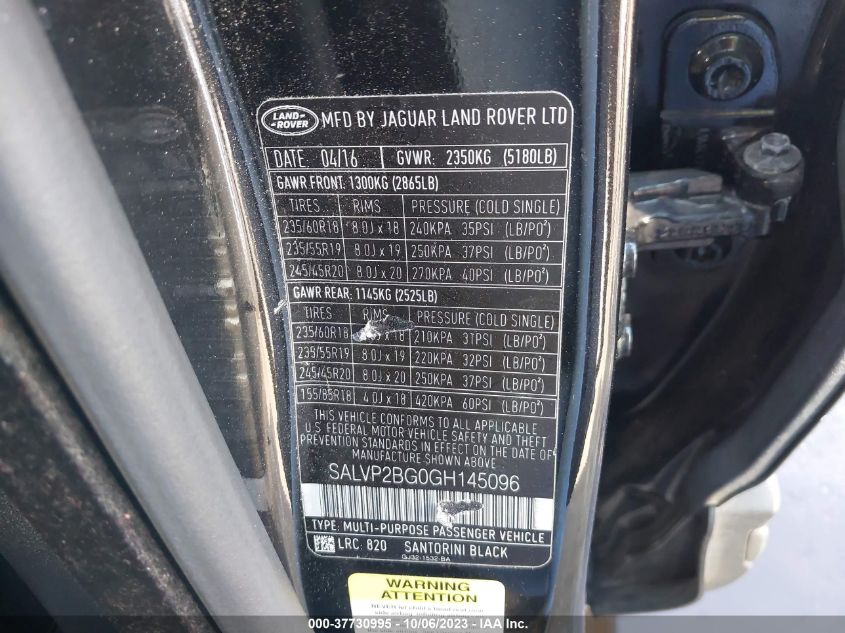 LAND-
-ROVER
MFD BY JAGUAR LAND ROVER LTD
DATE 04/16 GVWR: 2350KG (5180LB)
GAWR FRONT: 1300KG (2865LB)
TIRES RIMS PRESSURE (COLD SINGLE)
235/60R18 8.0J x 18 240KPA 35PSI (LB/PO²)
235/55R19 8.0J x 19 250KPA 37PSI (LB/PO²)
245/45R20 8.0J x 20 270KPA 40PSI (LB/PO²)
GAWR REAR: 1145KG (2525LB)
TIRES RIMS PRESSURE (COLD SINGLE)
235/60R18 x 18 210KPA 31PSI (LB/PO²)
235/55R19 8.0J x 19 220KPA 32PSI (LB/PO²)
245/45R20 8.0J x 20 250KPA 37PSI (LB/PO²)
155/85R18 4.0J x 18 420KPA 60PSI (LB/PO²)
THIS VEHICLE CONFORMS TO ALL APPLICABLE
U.S FEDERAL MOTOR VEHICLE SAFETY AND THEFT
PREVENTION STANDARDS IN EFFECT ON THE DATE OF
MANUFACTURE SHOWN ABOVE
SALVP2BG0GH145096
TYPE: MULTI-PURPOSE PASSENGER VEHICLE
LRC: 820 SANTORINI BLACK
GJ32-1532-BA
WARNING
ATTENTION
000-37730995 - 10/06/2023 - IAA Inc.